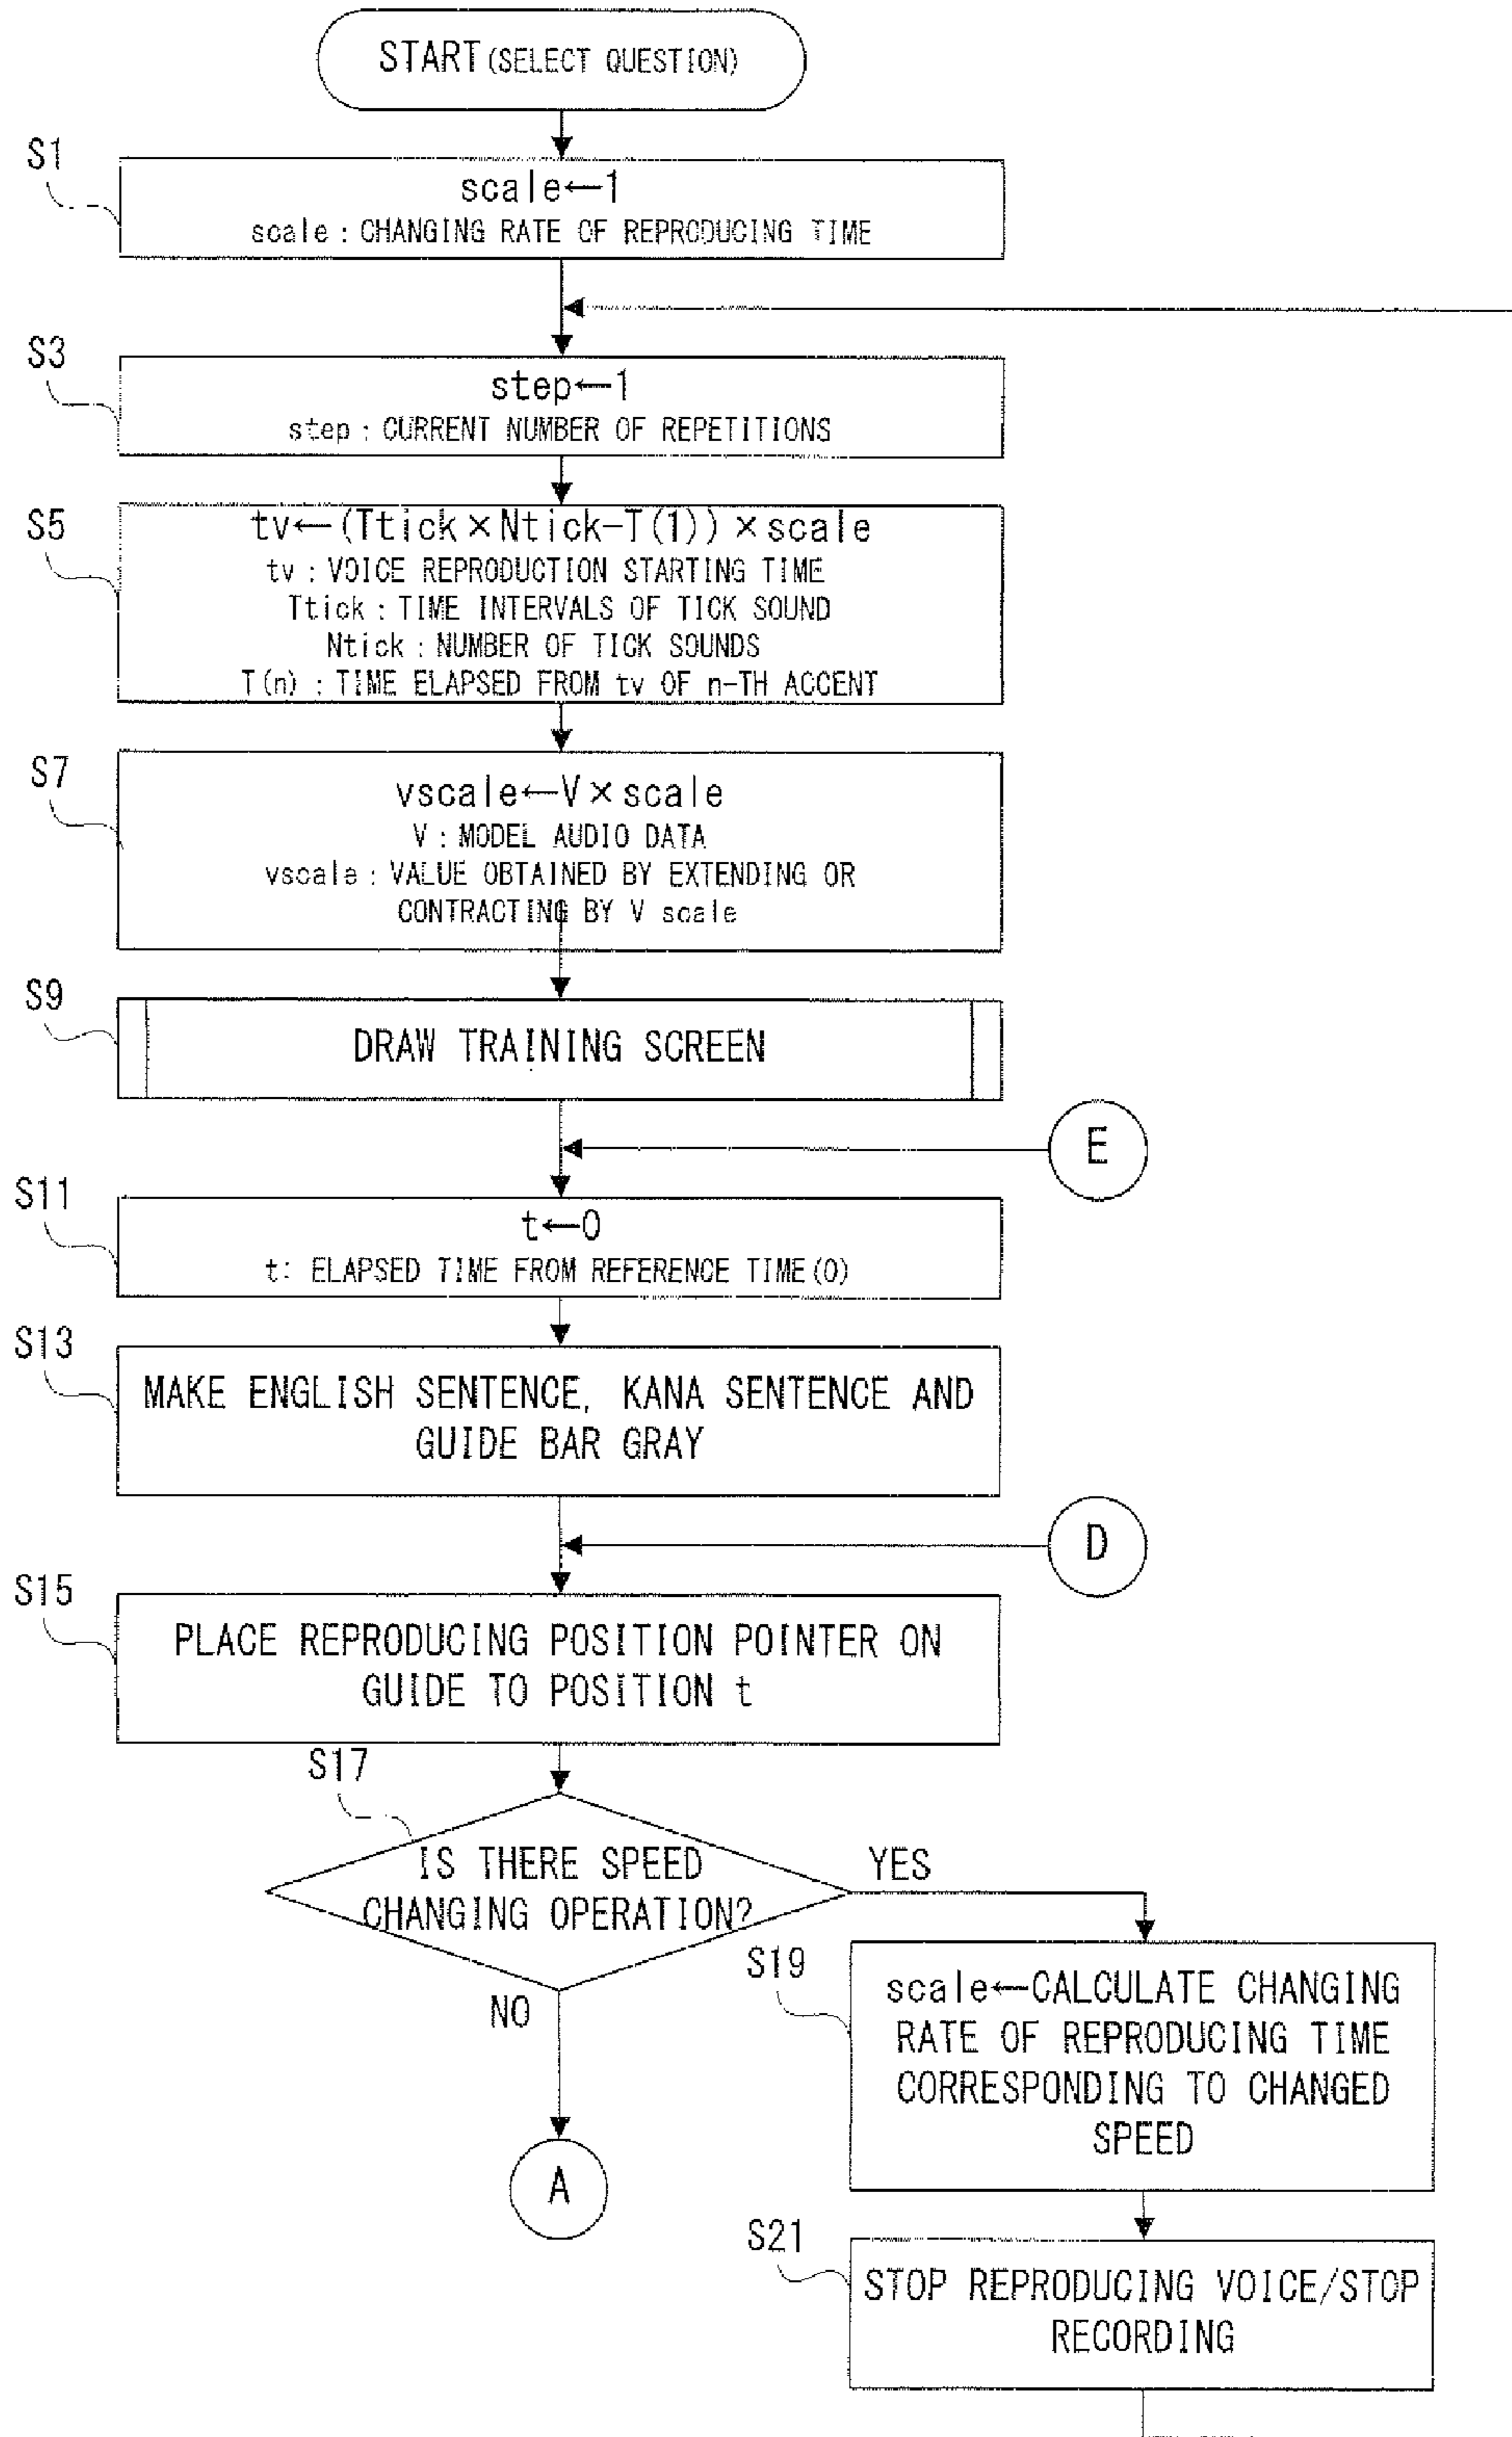 START(SELECT QUESTION)
S1
scale←1
scale:CHANGING RATE OF REPRODUCING TIME
S3
step←1
step:CURRENT NUMBER OF REPETITIONS
S5
tv←(Ttick×Ntick-T(1))×scale
tv:VOICE REPRODUCTION STARTING TIME
Ttick:TIME INTERVALS OF TICK SOUND
Ntick:NUMBER OF TICK SOUNDS
T(n):TIME ELAPSED FROM tv OF n-TH ACCENT
S7
vscale←V×scale
V:MODEL AUDIO DATA
vscale:VALUE OBTAINED BY EXTENDING OR
CONTRACTING BY V scale
S9
DRAW TRAINING SCREEN
E
S11
t←0
t: ELAPSED TIME FROM REFERENCE TIME(0)
S13
MAKE ENGLISH SENTENCE, KANA SENTENCE AND
GUIDE BAR GRAY
D
S15
PLACE REPRODUCING POSITION POINTER ON
GUIDE TO POSITION t
S17
IS THERE SPEED
CHANGING OPERATION?
YES
NO
A
S19
scale←CALCULATE CHANGING
RATE OF REPRODUCING TIME
CORRESPONDING TO CHANGED
SPEED
S21
STOP REPRODUCING VOICE/STOP
RECORDING